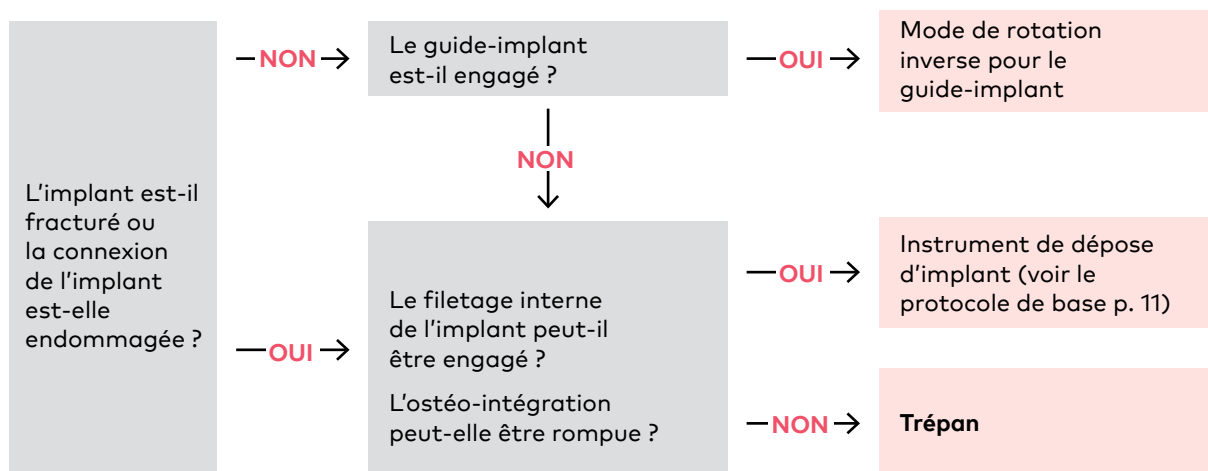 L’implant est-il
fracturé ou
la connexion
de l’implant
est-elle
endommagée ?
NON
Le guide-implant
est-il engagé ?
OUI
Mode de rotation
inverse pour le
guide-implant
NON
OUI
Le filetage interne
de l’implant peut-il
être engagé ?
L’ostéo-intégration
peut-elle être rompue ?
OUI
Instrument de dépose
d’implant (voir le
protocole de base p. 11)
NON
Trépan